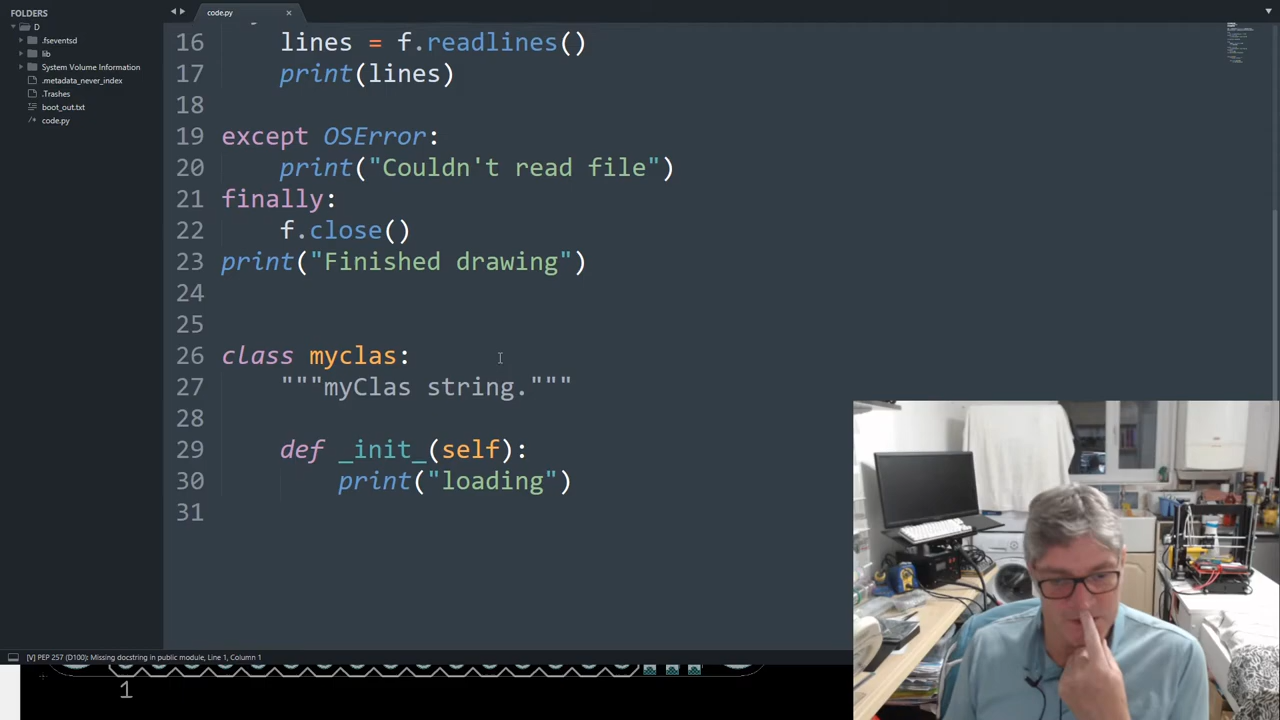 FOLDERS
D
.fseventsd
lib
System Volume Information
.metadata_never_index
.Trashes
boot_out.txt
code.py
code.py
16 lines = f.readlines()
17 print(lines)
18
19 except OSError:
20 print("Couldn't read file")
21 finally:
22 f.close()
23 print("Finished drawing")
24
25
26 class myclas:
27 """myClas string."""
28
29 def _init_(self):
30 print("loading")
31
[V] PEP 257 (D100): Missing docstring in public module, Line 1, Column 1
1